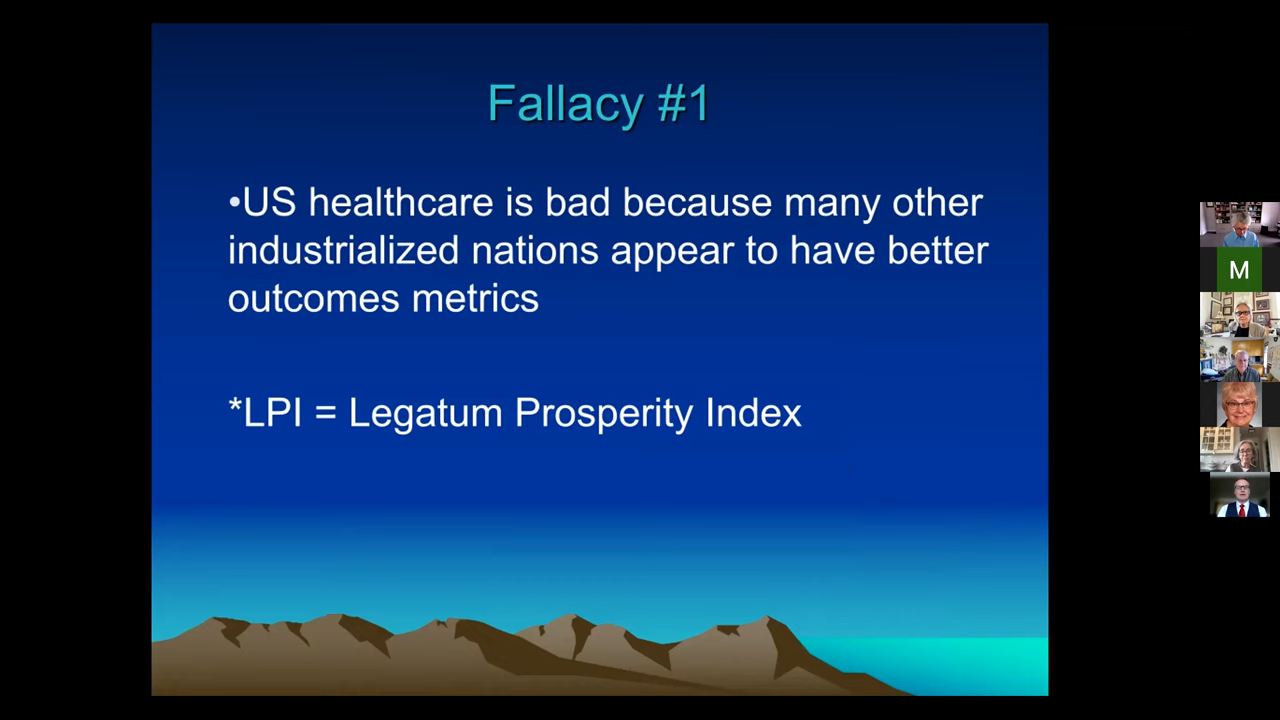 Fallacy #1
•US healthcare is bad because many other
industrialized nations appear to have better
outcomes metrics
*LPI = Legatum Prosperity Index
M